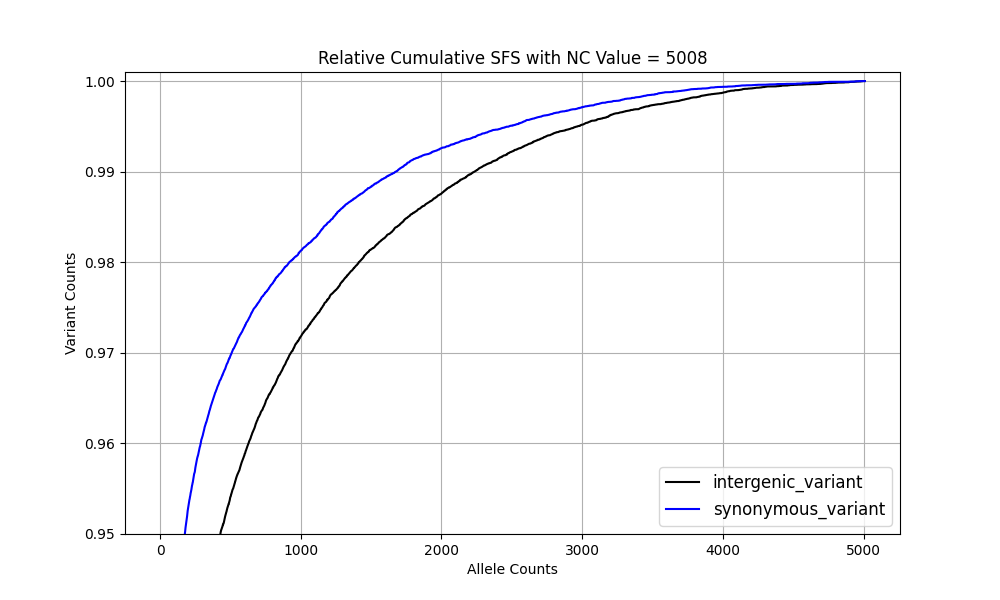 Relative Cumulative SFS with NC Value = 5008
Variant Counts
1.00
0.99
0.98
0.97
0.96
0.95
0
1000
2000
3000
4000
5000
Allele Counts
intergenic_variant
synonymous_variant